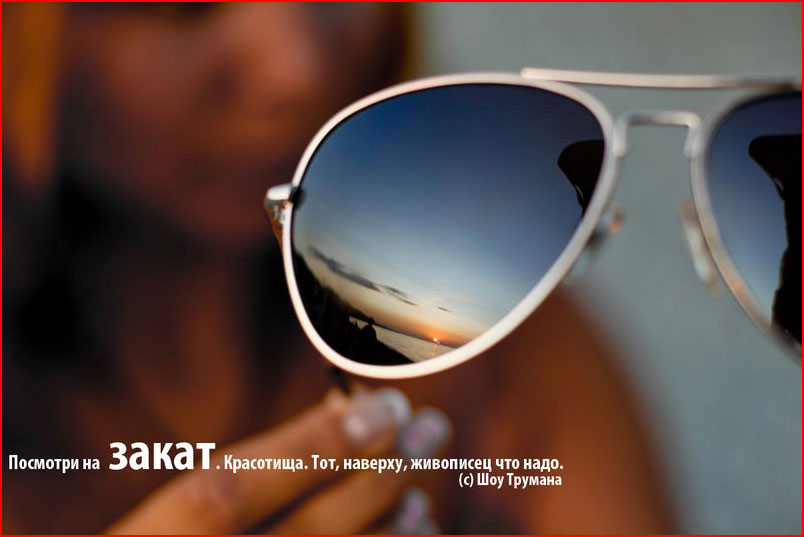 Посмотри на закат. Красотища. Тот, наверху, живописец что надо.
(с) Шоу Трумана